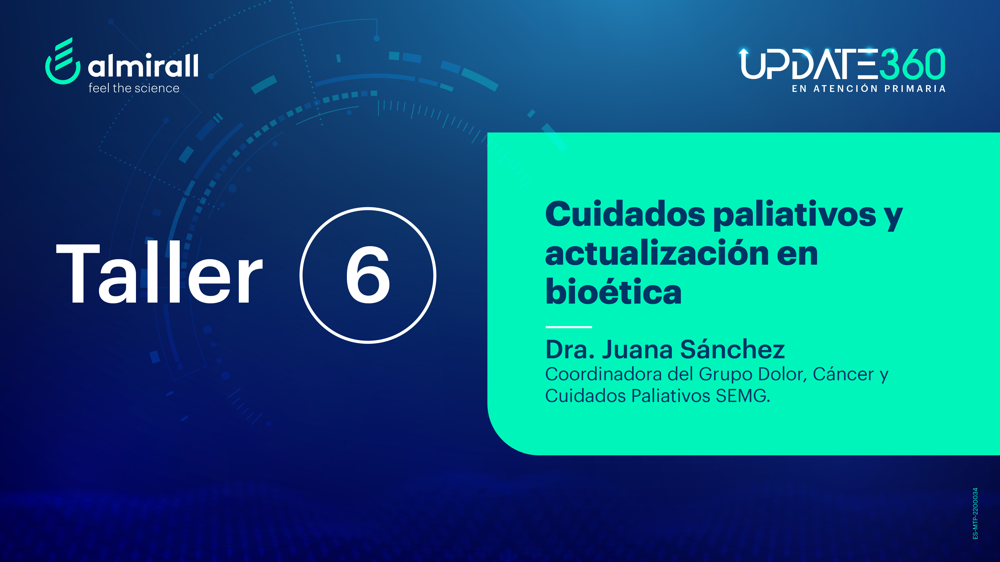 almirall
feel the science
UPDATE360
EN ATENCIÓN PRIMARIA
Taller 6
Cuidados paliativos y
actualización en
bioética
Dra. Juana Sánchez
Coordinadora del Grupo Dolor, Cáncer y
Cuidados Paliativos SEMG.
ES-MTP-2200034